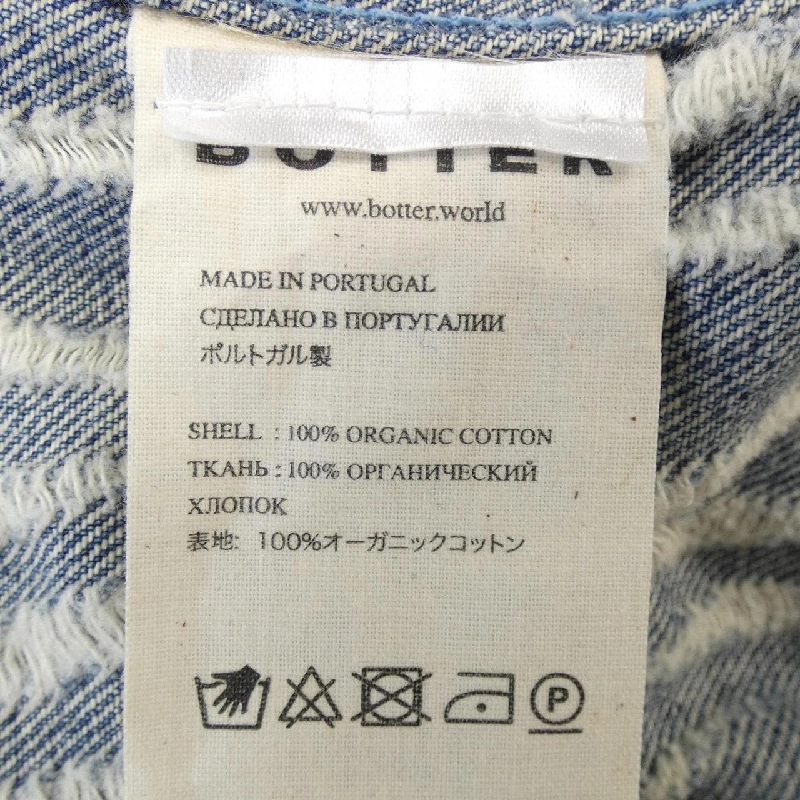 BOTTER
www.botter.world
MADE IN PORTUGAL
СДЕЛАНО В ПОРТУГАЛИИ
ポルトガル製
SHELL : 100% ORGANIC COTTON
ТКАНЬ : 100% ОРГАНИЧЕСКИЙ
ХЛОПОК
表地: 100%オーガニックコットン
P